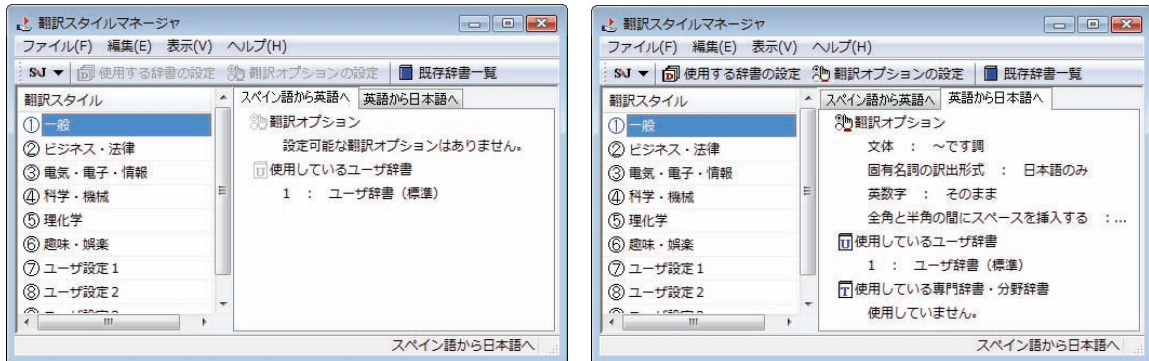 翻訳スタイルマネージャ
ファイル(F) 編集(E) 表示(V) ヘルプ(H)
SVJ 使用する辞書の設定 翻訳オプションの設定 既存辞書一覧
翻訳スタイル
① 一般
② ビジネス・法律
③ 電気・電子・情報
④ 科学・機械
⑤ 理化学
⑥ 趣味・娯楽
⑦ ユーザ設定1
⑧ ユーザ設定2
スペイン語から英語へ 英語から日本語へ
翻訳オプション
設定可能な翻訳オプションはありません。
U 使用しているユーザ辞書
1 : ユーザ辞書(標準)
スペイン語から日本語へ
翻訳スタイルマネージャ
ファイル(F) 編集(E) 表示(V) ヘルプ(H)
SVJ 使用する辞書の設定 翻訳オプションの設定 既存辞書一覧
翻訳スタイル
① 一般
② ビジネス・法律
③ 電気・電子・情報
④ 科学・機械
⑤ 理化学
⑥ 趣味・娯楽
⑦ ユーザ設定1
⑧ ユーザ設定2
スペイン語から英語へ 英語から日本語へ
翻訳オプション
文体 : ~です調
固有名詞の訳出形式 : 日本語のみ
英数字 : そのまま
全角と半角の間にスペースを挿入する :...
U 使用しているユーザ辞書
1 : ユーザ辞書(標準)
T 使用している専門辞書・分野辞書
使用していません。
スペイン語から日本語へ